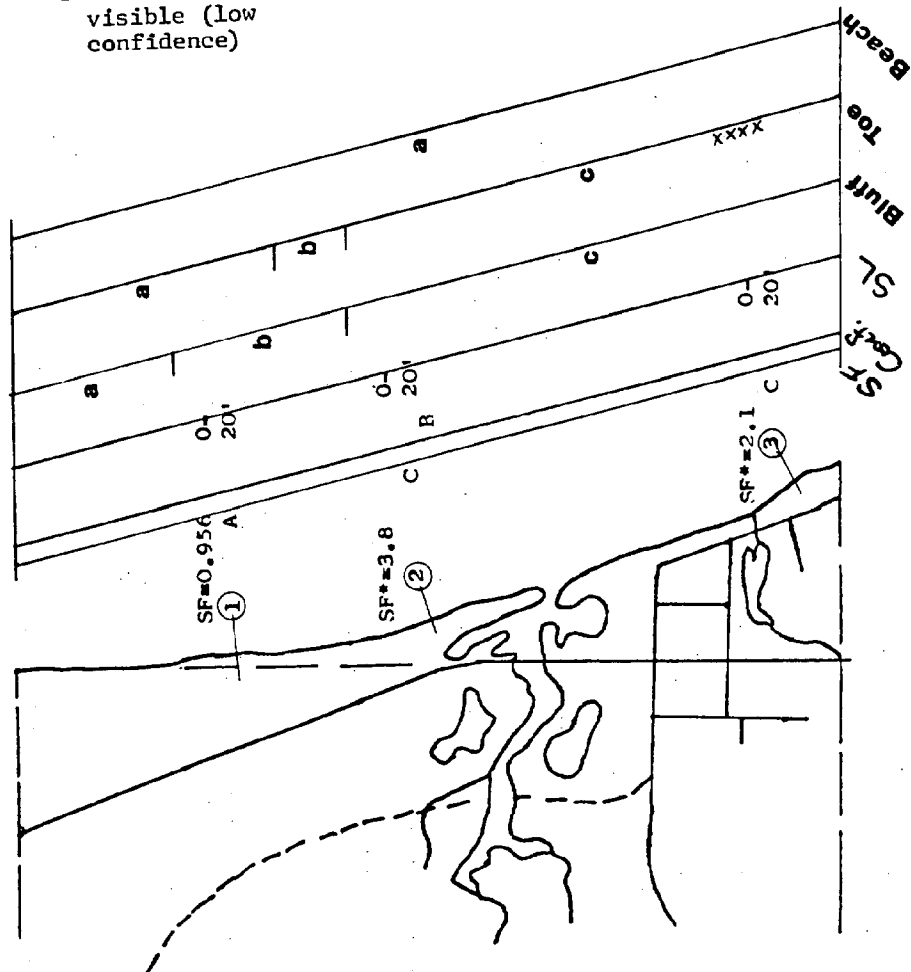 visible (low
confidence)
Beach
Toe
Bluff
SL
Conf.
SF
a
xxxx
c
b
a
c
b
a
0-
20'
0-
20'
0-
20'
B
C
A
C
SF=0.956
1
SF*=3.8
2
SF*=2.1
3